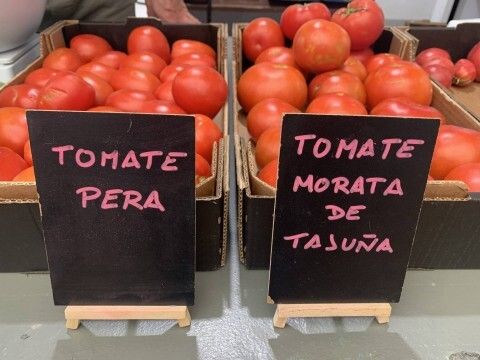 TOMATE
PERA
TOMATE
MORATA
DE
TAJUÑA